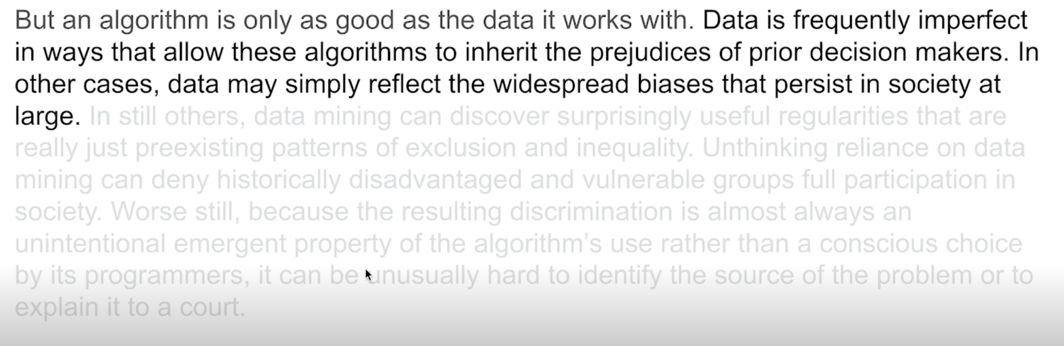 But an algorithm is only as good as the data it works with. Data is frequently imperfect
in ways that allow these algorithms to inherit the prejudices of prior decision makers. In
other cases, data may simply reflect the widespread biases that persist in society at
large. In still others, data mining can discover surprisingly useful regularities that are
really just preexisting patterns of exclusion and inequality. Unthinking reliance on data
mining can deny historically disadvantaged and vulnerable groups full participation in
society. Worse still, because the resulting discrimination is almost always an
unintentional emergent property of the algorithm’s use rather than a conscious choice
by its programmers, it can be unusually hard to identify the source of the problem or to
explain it to a court.